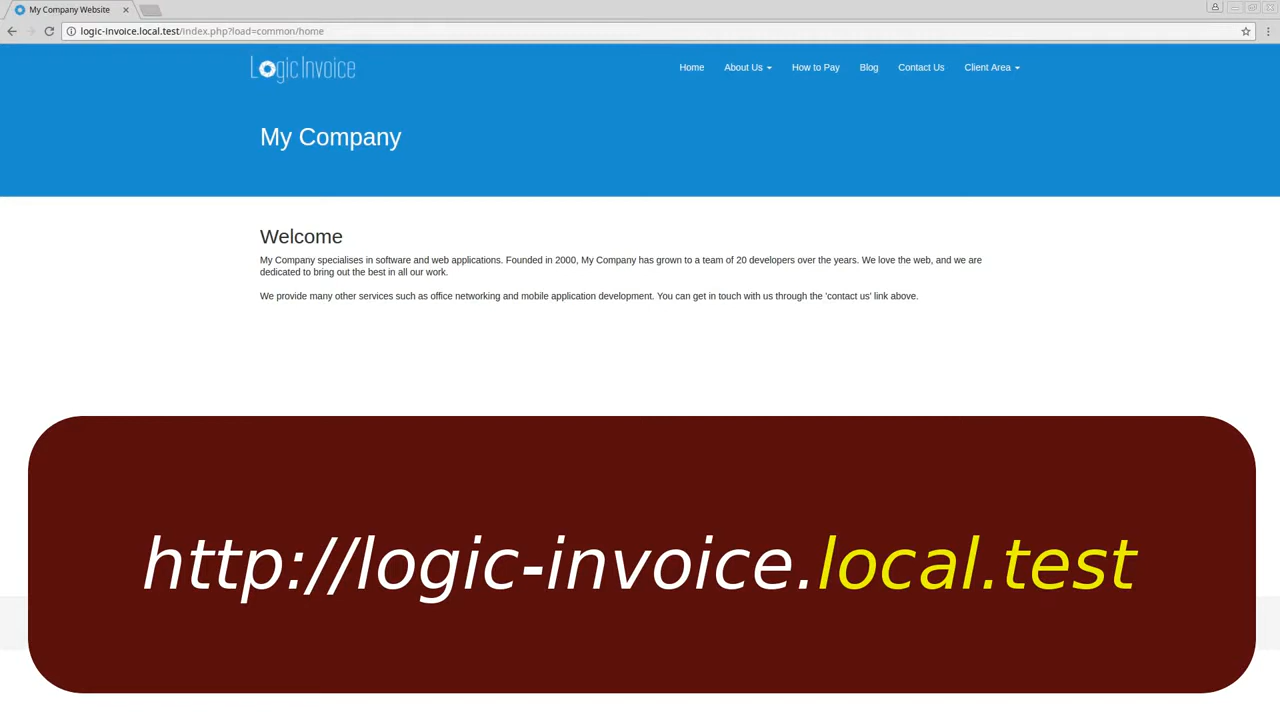 My Company Website
logic-invoice.local.test/index.php?load=common/home
LogicInvoice
Home About Us How to Pay Blog Contact Us Client Area
My Company
Welcome
My Company specialises in software and web applications. Founded in 2000, My Company has grown to a team of 20 developers over the years. We love the web, and we are
dedicated to bring out the best in all our work.
We provide many other services such as office networking and mobile application development. You can get in touch with us through the 'contact us' link above.
http://logic-invoice.local.test